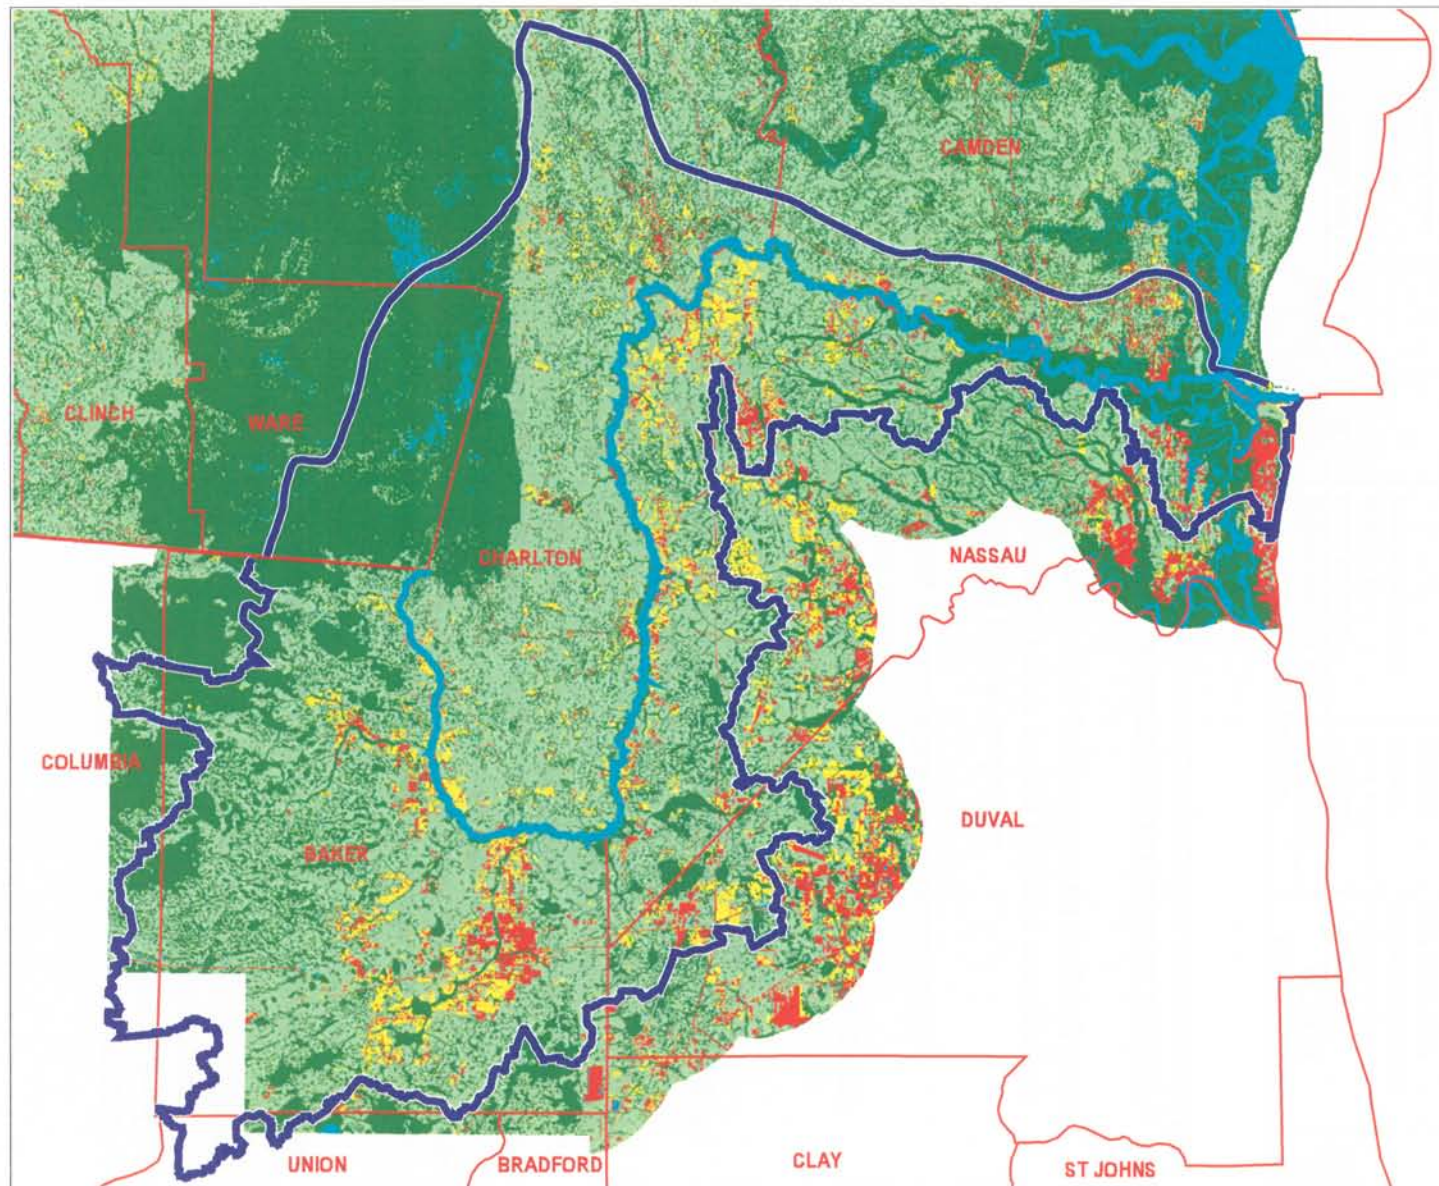 CAMDEN
CLINCH
WARE
CHARLTON
NASSAU
COLUMBIA
DUVAL
BAKER
UNION
BRADFORD
CLAY
ST JOHNS